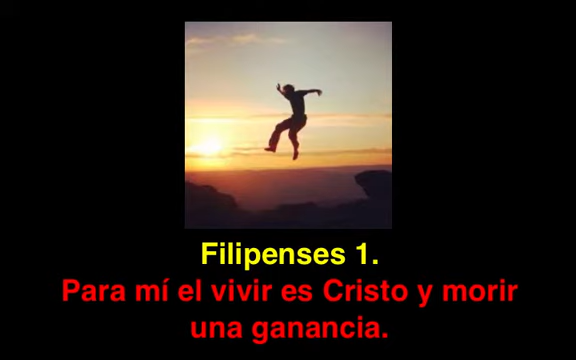 Filipenses 1.
Para mí el vivir es Cristo y morir
una ganancia.